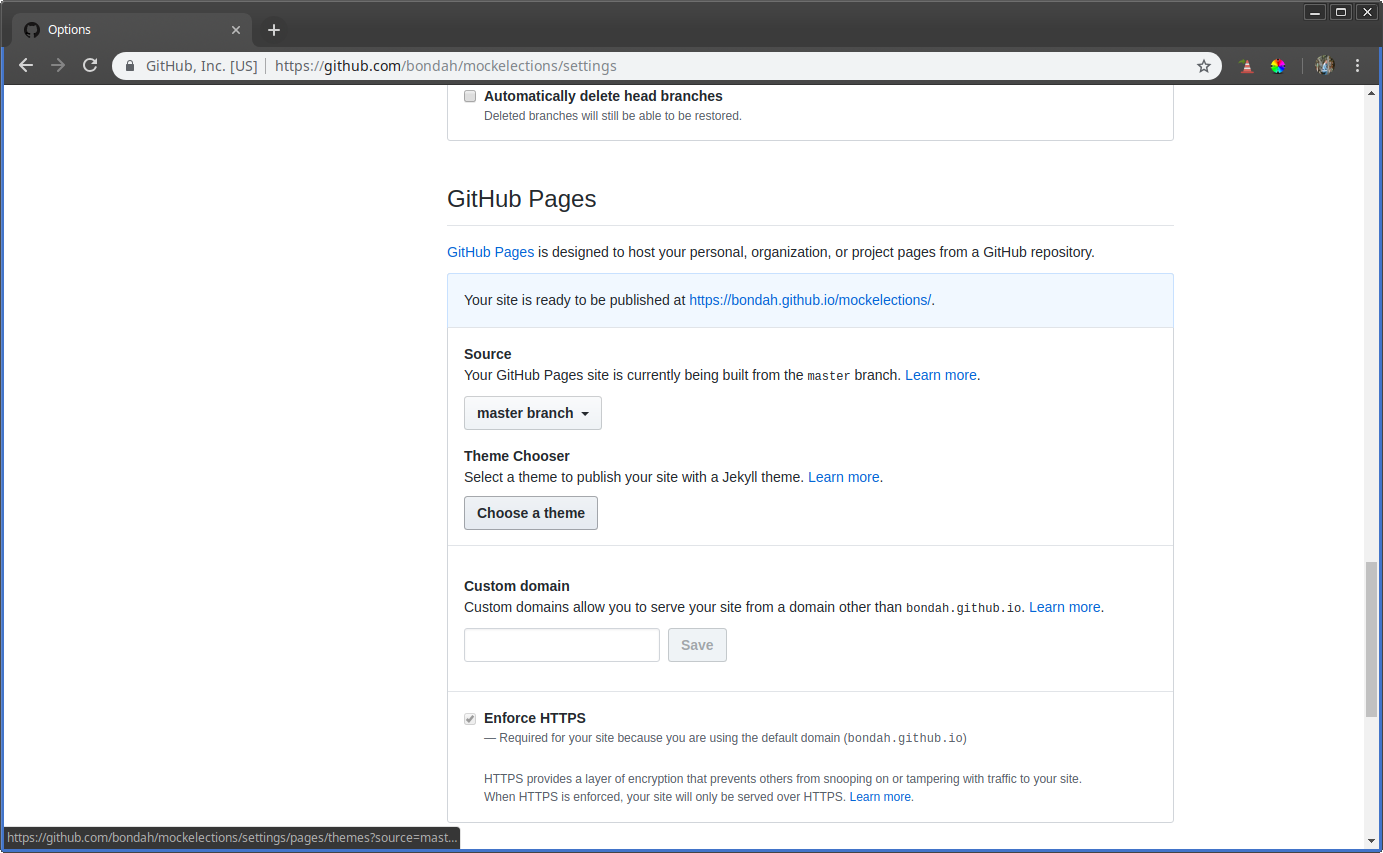 Options
GitHub, Inc. [US] https://github.com/bondah/mockelections/settings
Automatically delete head branches
Deleted branches will still be able to be restored.
GitHub Pages
GitHub Pages is designed to host your personal, organization, or project pages from a GitHub repository.
Your site is ready to be published at https://bondah.github.io/mockelections/.
Source
Your GitHub Pages site is currently being built from the master branch. Learn more.
master branch
Theme Chooser
Select a theme to publish your site with a Jekyll theme. Learn more.
Choose a theme
Custom domain
Custom domains allow you to serve your site from a domain other than bondah.github.io. Learn more.
Save
Enforce HTTPS
— Required for your site because you are using the default domain (bondah.github.io)
HTTPS provides a layer of encryption that prevents others from snooping on or tampering with traffic to your site.
When HTTPS is enforced, your site will only be served over HTTPS. Learn more.
https://github.com/bondah/mockelections/settings/pages/themes?source=mast...